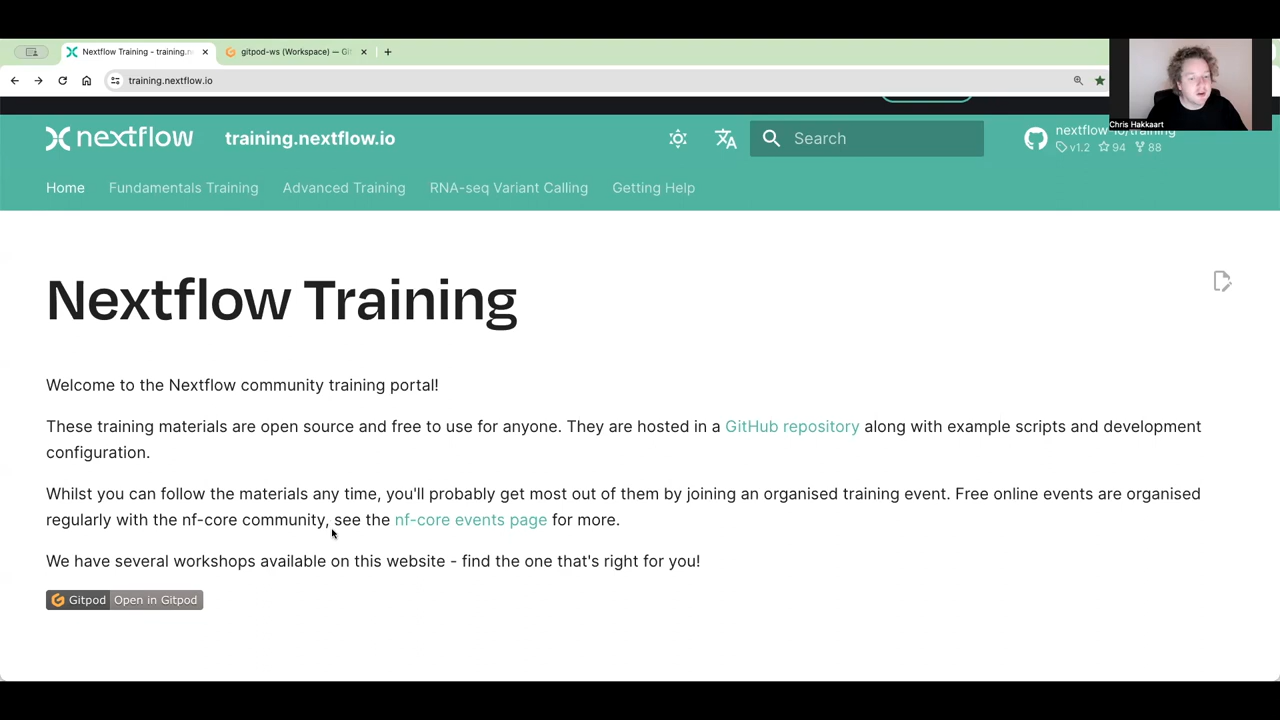 Nextflow Training - training.n
gitpod-ws (Workspace) — Git
training.nextflow.io
Chris Hakkaart
nextflow
training.nextflow.io
Search
nextflow-io/training
v1.2 94 88
Home Fundamentals Training Advanced Training RNA-seq Variant Calling Getting Help
Nextflow Training
Welcome to the Nextflow community training portal!
These training materials are open source and free to use for anyone. They are hosted in a GitHub repository along with example scripts and development
configuration.
Whilst you can follow the materials any time, you'll probably get most out of them by joining an organised training event. Free online events are organised
regularly with the nf-core community, see the nf-core events page for more.
We have several workshops available on this website - find the one that's right for you!
Gitpod Open in Gitpod